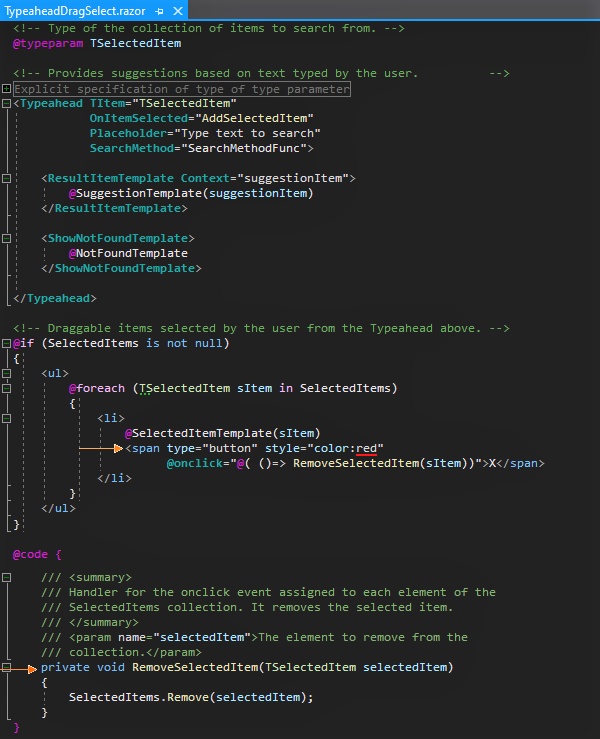 TypeaheadDragSelect.razor
<!-- Type of the collection of items to search from. -->
@typeparam TSelectedItem
<!-- Provides suggestions based on text typed by the user.          -->
Explicit specification of type of type parameter
<Typeahead TItem="TSelectedItem"
           OnItemSelected="AddSelectedItem"
           Placeholder="Type text to search"
           SearchMethod="SearchMethodFunc">
    <ResultItemTemplate Context="suggestionItem">
        @SuggestionTemplate(suggestionItem)
    </ResultItemTemplate>
    <ShowNotFoundTemplate>
        @NotFoundTemplate
    </ShowNotFoundTemplate>
</Typeahead>
<!-- Draggable items selected by the user from the Typeahead above. -->
@if (SelectedItems is not null)
{
    <ul>
        @foreach (TSelectedItem sItem in SelectedItems)
        {
            <li>
                @SelectedItemTemplate(sItem)
                <span type="button" style="color:red"
                      @onclick="@( ()=> RemoveSelectedItem(sItem))">X</span>
            </li>
        }
    </ul>
}
@code {
    /// <summary>
    /// Handler for the onclick event assigned to each element of the
    /// SelectedItems collection. It removes the selected item.
    /// </summary>
    /// <param name="selectedItem">The element to remove from the
    /// collection.</param>
    private void RemoveSelectedItem(TSelectedItem selectedItem)
    {
        SelectedItems.Remove(selectedItem);
    }
}